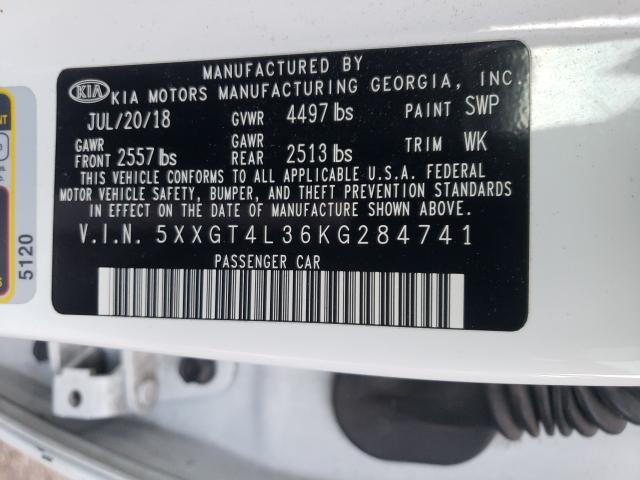 MANUFACTURED BY
KIA KIA MOTORS MANUFACTURING GEORGIA, INC.
JUL/20/18 GVWR 4497 lbs PAINT SWP
GAWR FRONT 2557 lbs GAWR REAR 2513 lbs TRIM WK
THIS VEHICLE CONFORMS TO ALL APPLICABLE U.S.A. FEDERAL
MOTOR VEHICLE SAFETY, BUMPER, AND THEFT PREVENTION STANDARDS
IN EFFECT ON THE DATE OF MANUFACTURE SHOWN ABOVE.
V.I.N. 5XXGT4L36KG284741
PASSENGER CAR
5120